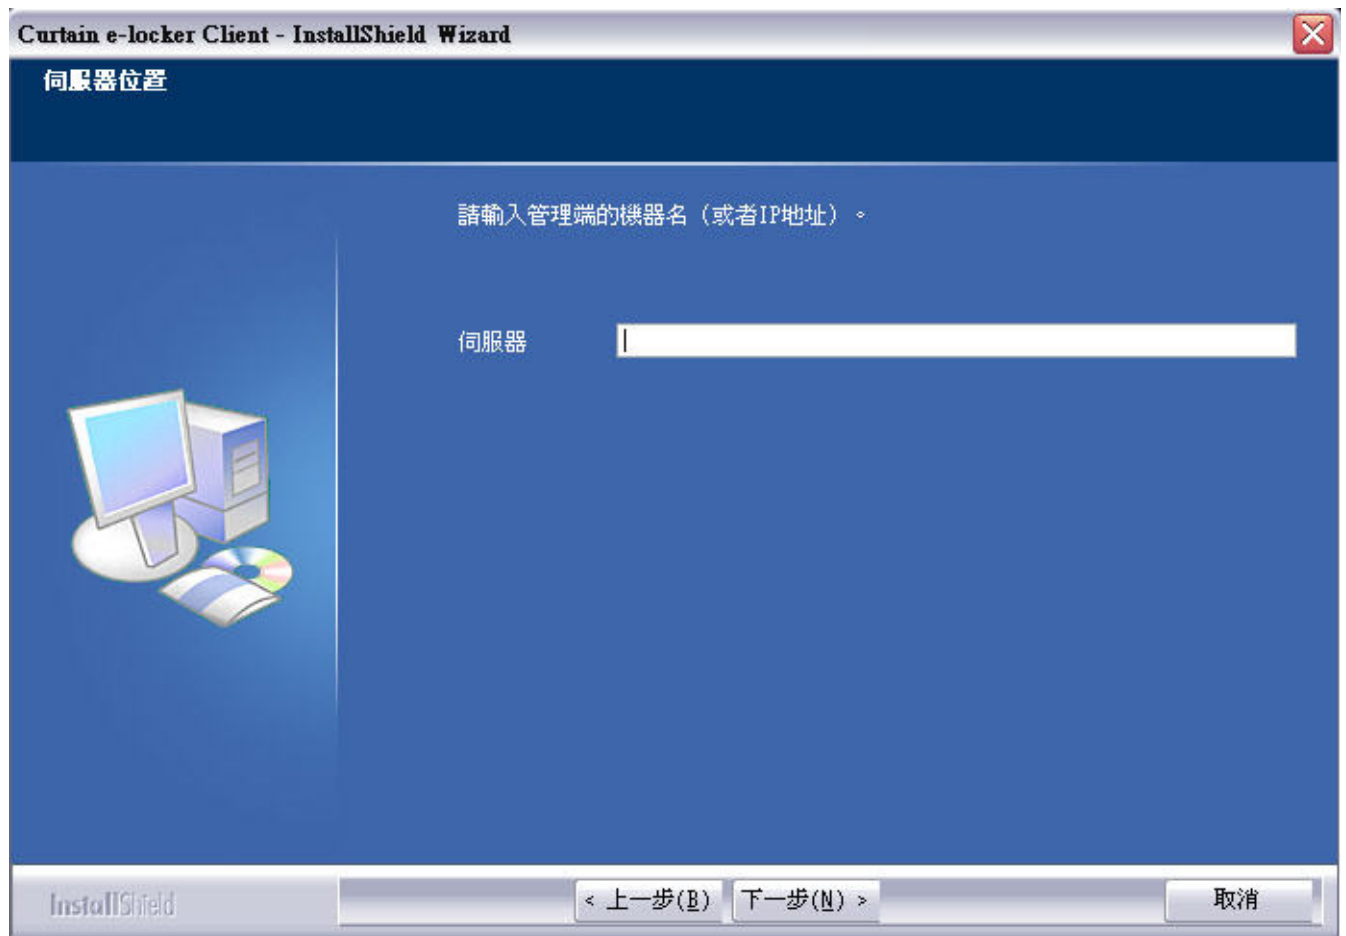 Curtain e-locker Client - InstallShield Wizard
伺服器位置
請輸入管理端的機器名（或者IP地址）。
伺服器
InstallShield
< 上一步(B)
下一步(N) >
取消